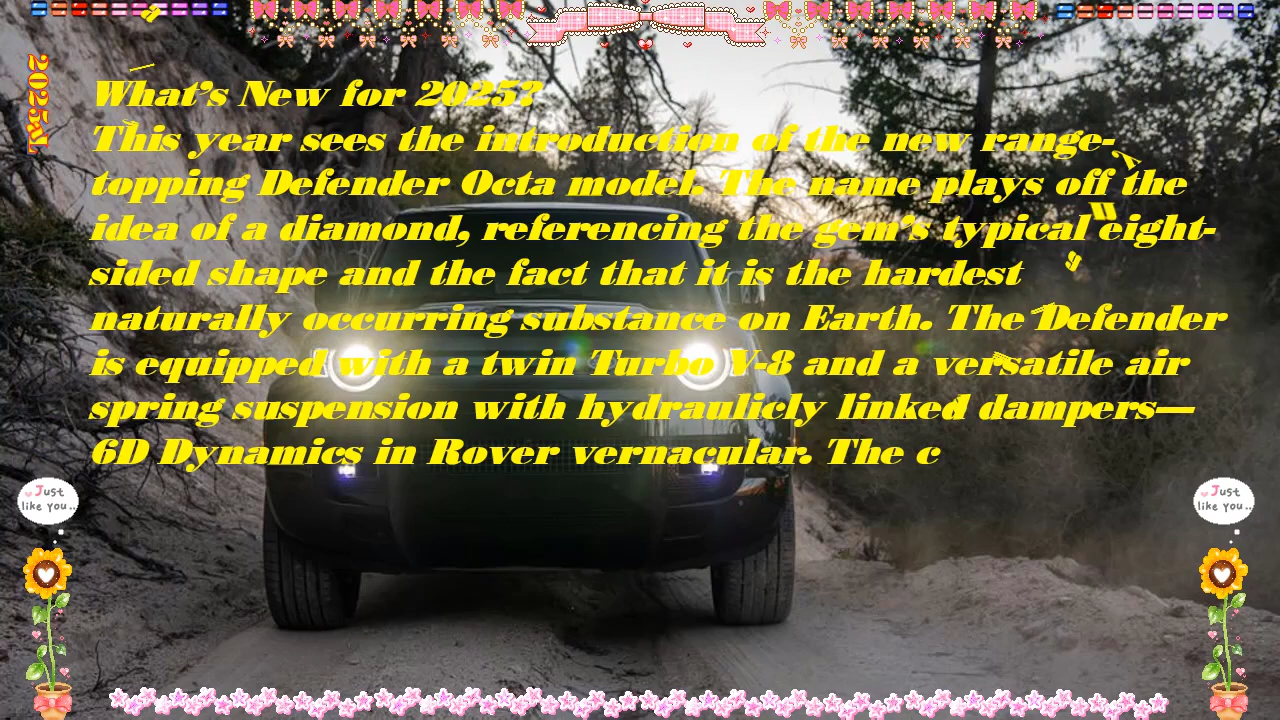 What's New for 2025?
This year sees the introduction of the new range-
topping Defender Octa model. The name plays off the
idea of a diamond, referencing the gem's typical eight-
sided shape and the fact that it is the hardest
naturally occurring substance on Earth. The Defender
is equipped with a twin Turbo V-8 and a versatile air
spring suspension with hydraulicly linked dampers—
6D Dynamics in Rover vernacular. The c
Just
like you..
Just
like you..